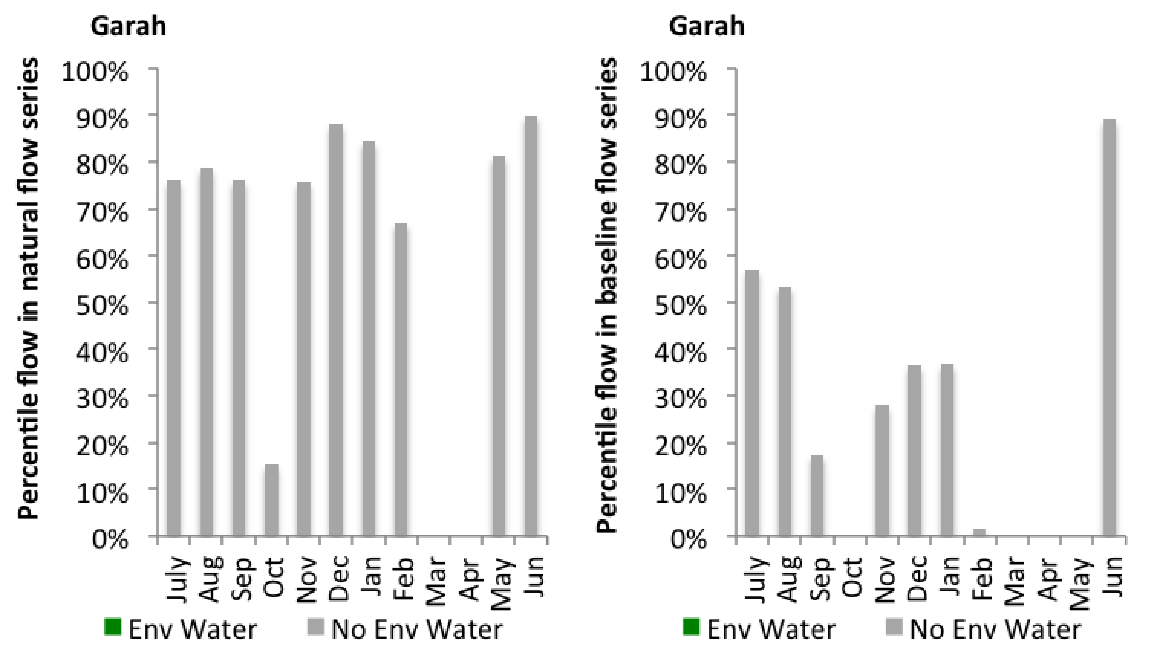 Garah
Percentile flow in natural flow series
100%
90%
80%
70%
60%
50%
40%
30%
20%
10%
0%
July Aug Sep Oct Nov Dec Jan Feb Mar Apr May Jun
Env Water No Env Water
Garah
Percentile flow in baseline flow series
100%
90%
80%
70%
60%
50%
40%
30%
20%
10%
0%
July Aug Sep Oct Nov Dec Jan Feb Mar Apr May Jun
Env Water No Env Water